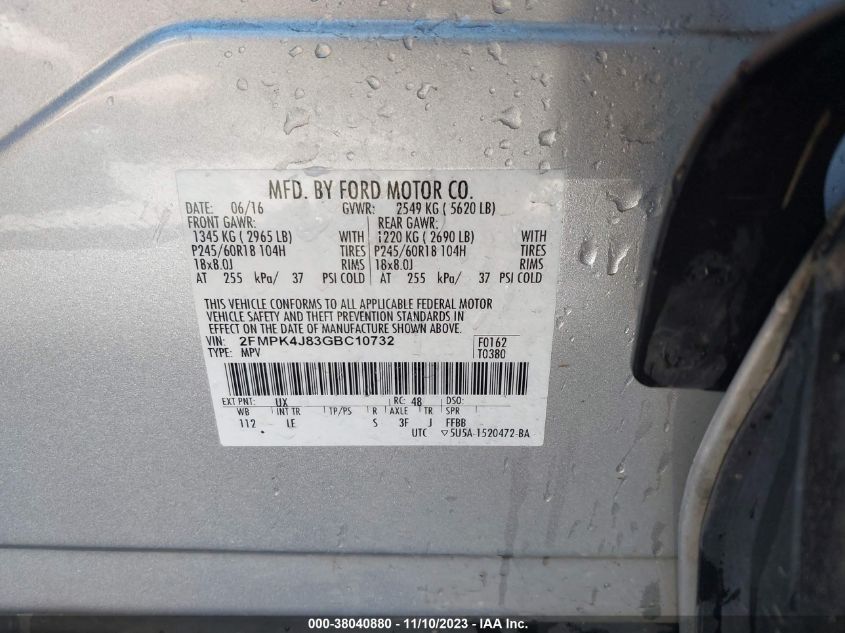 MFD. BY FORD MOTOR CO.
DATE: 06/16 GVWR: 2549 KG ( 5620 LB)
FRONT GAWR: REAR GAWR:
1345 KG ( 2965 LB) WITH 1220 KG ( 2690 LB) WITH
P245/60R18 104H TIRES P245/60R18 104H TIRES
18x8.0J RIMS 18x8.0J RIMS
AT 255 kPa/ 37 PSI COLD AT 255 kPa/ 37 PSI COLD
THIS VEHICLE CONFORMS TO ALL APPLICABLE FEDERAL MOTOR
VEHICLE SAFETY AND THEFT PREVENTION STANDARDS IN
EFFECT ON THE DATE OF MANUFACTURE SHOWN ABOVE.
VIN: 2FMPK4J83GBC10732 F0162
TYPE: MPV T0380
EXT PNT: UX RC: 48 DSO:
WB INT TR TP/PS R AXLE TR SPR
112 LE S 3F J FFBB
UTC ▽5U5A-1520472-BA
000-38040880 - 11/10/2023 - IAA Inc.